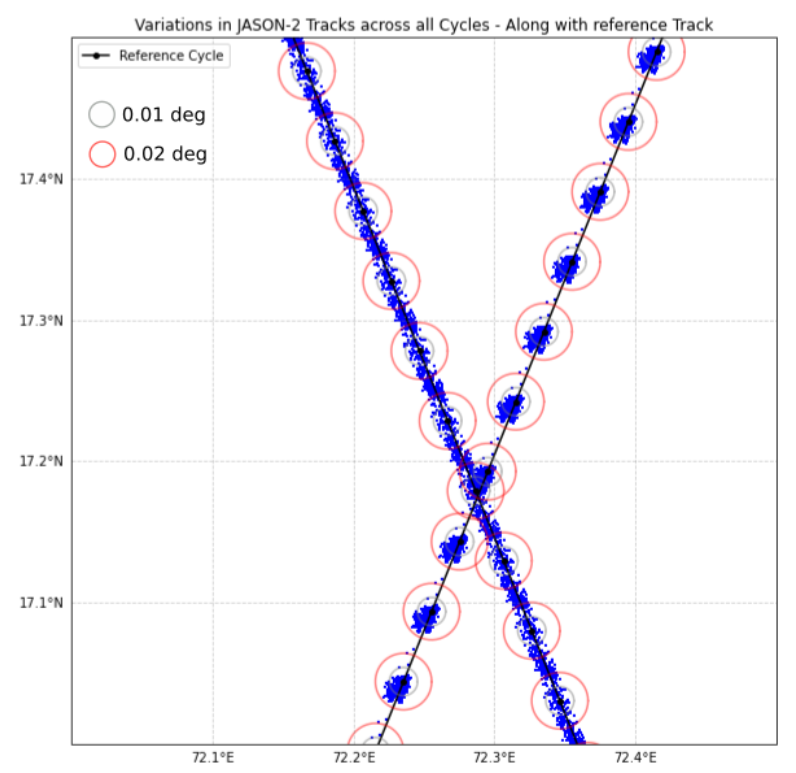 Variations in JASON-2 Tracks across all Cycles - Along with reference Track
Reference Cycle
0.01 deg
0.02 deg
17.4°N
17.3°N
17.2°N
17.1°N
72.1°E 72.2°E 72.3°E 72.4°E